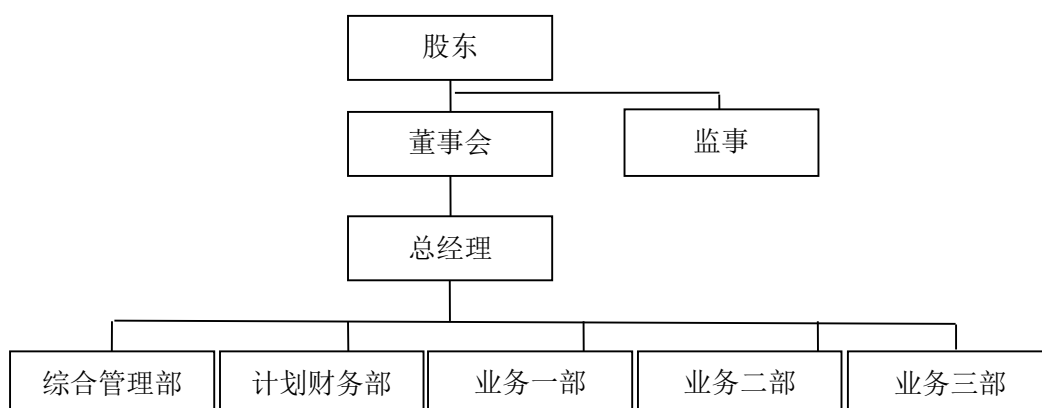 股东
董事会
监事
总经理
综合管理部
计划财务部
业务一部
业务二部
业务三部